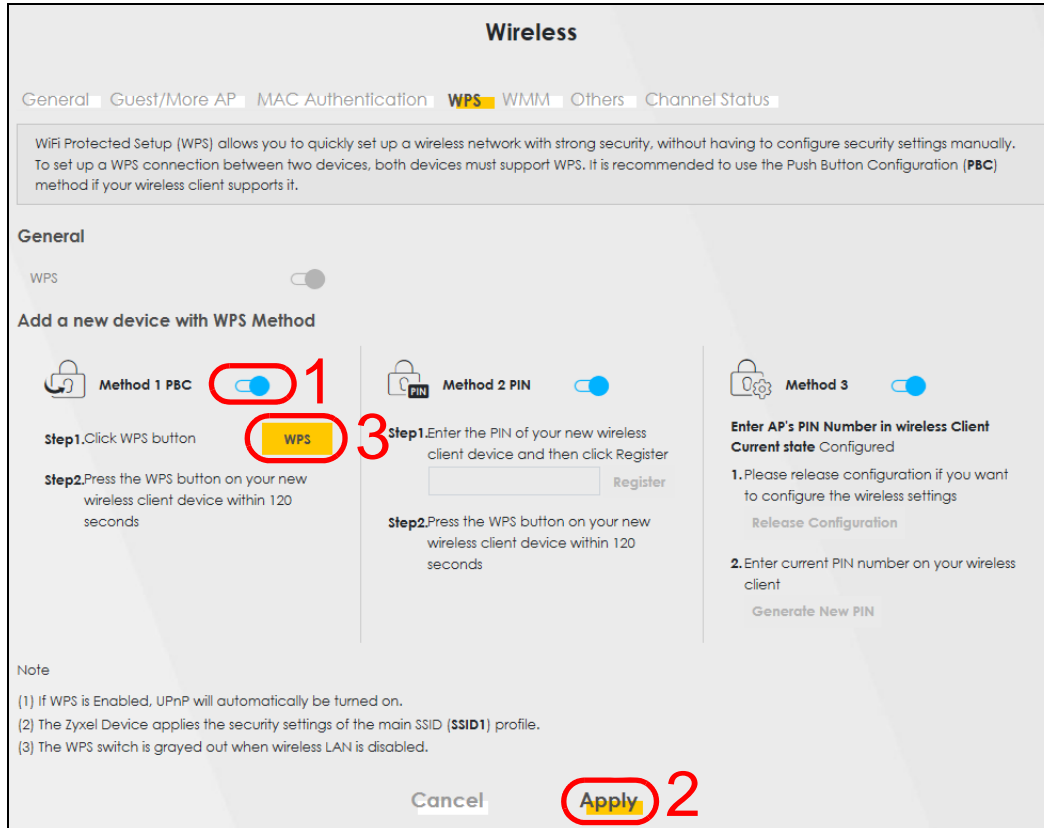 Wireless
General Guest/More AP MAC Authentication WPS WMM Others Channel Status
WiFi Protected Setup (WPS) allows you to quickly set up a wireless network with strong security, without having to configure security settings manually.
To set up a WPS connection between two devices, both devices must support WPS. It is recommended to use the Push Button Configuration (PBC)
method if your wireless client supports it.
General
WPS
Add a new device with WPS Method
Method 1 PBC
1
Step1.Click WPS button
WPS
3
Step2.Press the WPS button on your new
wireless client device within 120
seconds
PIN
Method 2 PIN
Step1.Enter the PIN of your new wireless
client device and then click Register
Register
Step2.Press the WPS button on your new
wireless client device within 120
seconds
Method 3
Enter AP's PIN Number in wireless Client
Current state Configured
1.Please release configuration if you want
to configure the wireless settings
Release Configuration
2.Enter current PIN number on your wireless
client
Generate New PIN
Note
(1) If WPS is Enabled, UPnP will automatically be turned on.
(2) The Zyxel Device applies the security settings of the main SSID (SSID1) profile.
(3) The WPS switch is grayed out when wireless LAN is disabled.
Cancel
Apply
2